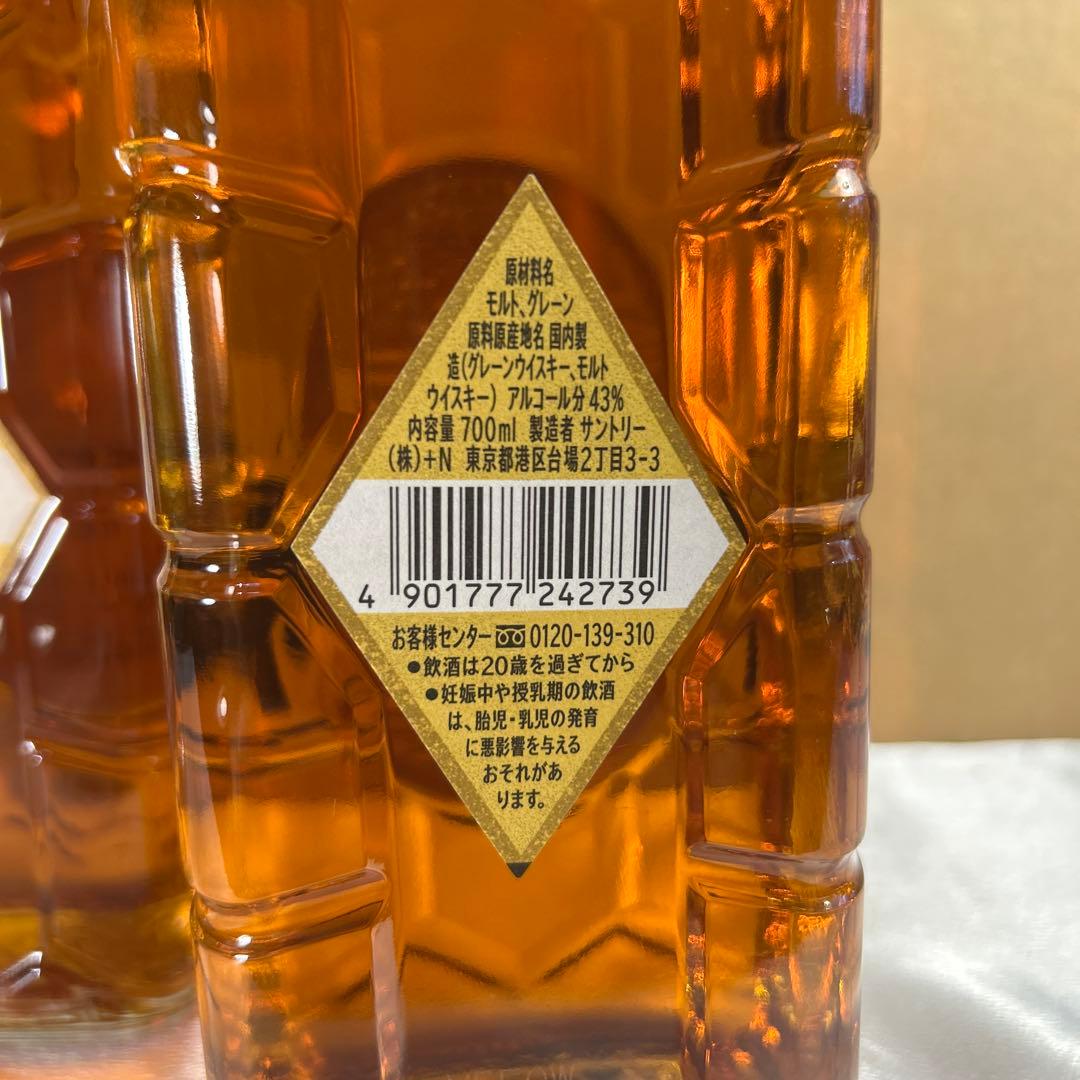 原材料名
モルト、グレーン
原料原産地名 国内製
造(グレーンウイスキー、モルト
ウイスキー) アルコール分 43%
内容量 700ml 製造者 サントリー
(株)+N 東京都港区台場2丁目3-3
4 901777 242739
お客様センター 0120-139-310
●飲酒は20歳を過ぎてから
●妊娠中や授乳期の飲酒
は、胎児・乳児の発育
に悪影響を与える
おそれがあ
ります。